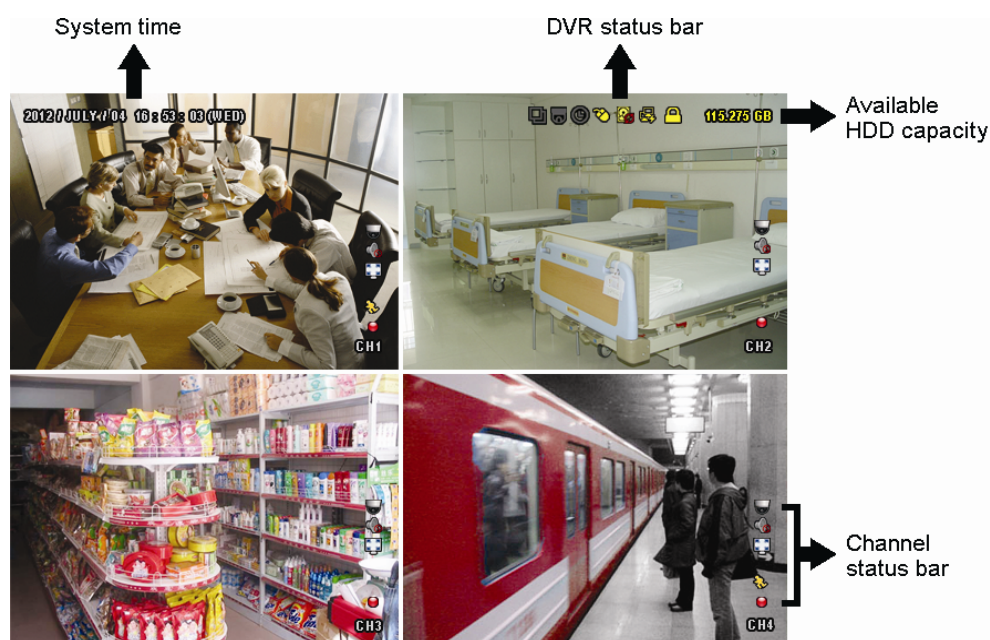 System time
DVR status bar
2012 / JULY / 04 16 : 53 : 03 (WED)
115.275 GB
Available
HDD capacity
CH1
CH2
Channel
status bar
CH3
CH4